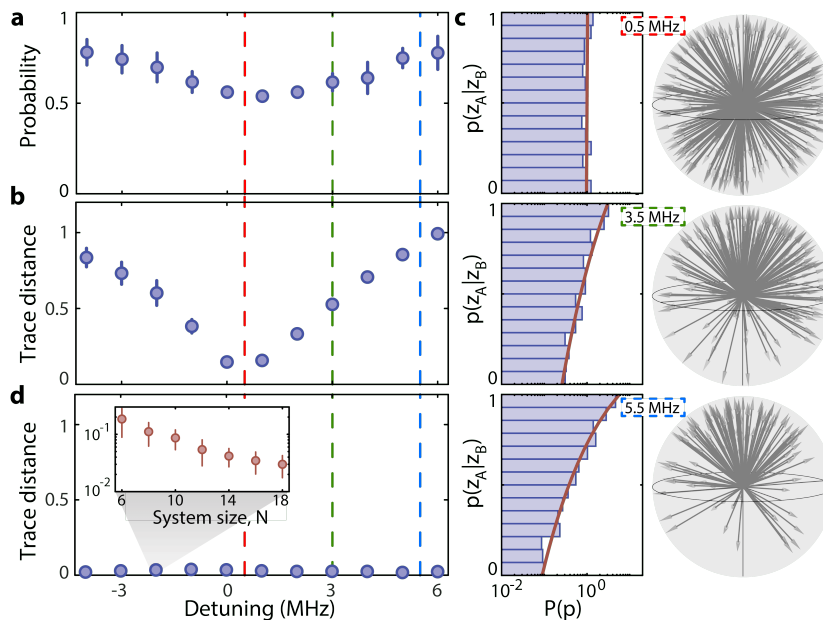 a
1
0.5
0
Probability
b
1
0.5
0
Trace distance
d
1
0.5
0
Trace distance
10-1
10-2
6 10 14 18
System size, N
-3 0 3 6
Detuning (MHz)
c
1
0
p(zA|zB)
0.5 MHz
1
0
p(zA|zB)
3.5 MHz
1
0
p(zA|zB)
5.5 MHz
10-2 100
P(p)